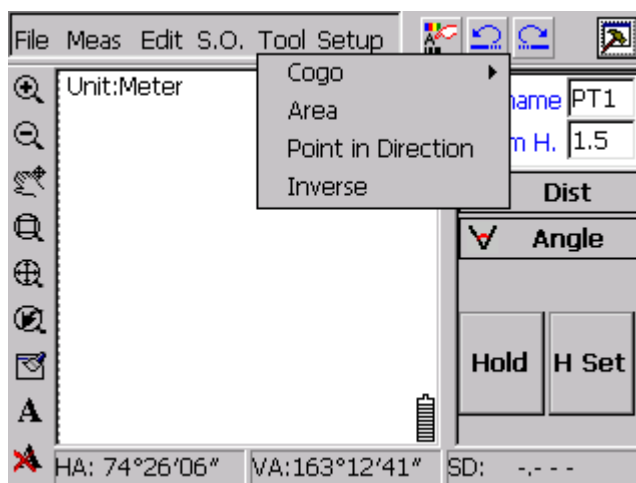 File Meas Edit S.O. Tool Setup
Cogo
Area
Point in Direction
Inverse
Unit:Meter
name PT1
m H. 1.5
Dist
Angle
Hold H Set
A
A
HA: 74°26′06″ VA:163°12′41″ SD: -.- - -